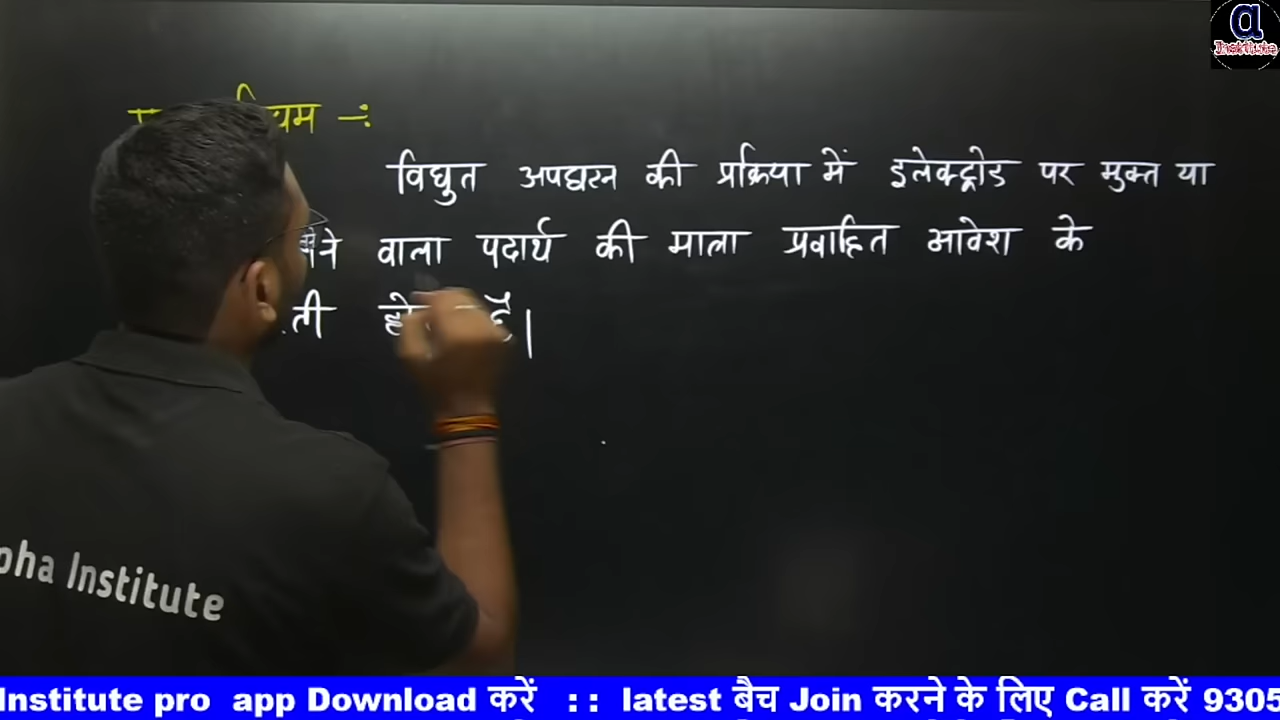 α
Institute
विद्युत अपघटन की प्रक्रिया में इलेक्ट्रोड पर मुक्त या
वाला पदार्थ की मात्रा प्रवाहित आवेश के
है।
pha Institute
Institute pro app Download करें :: latest बैच Join करने के लिए Call करें 9305